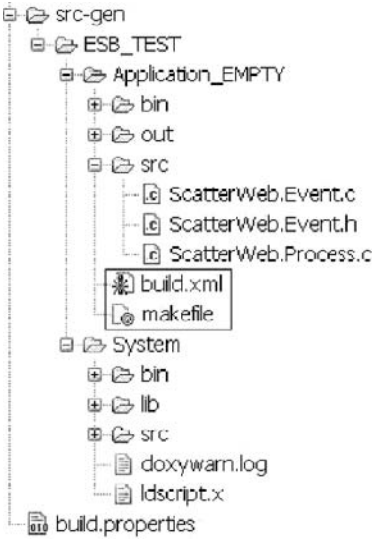 src-gen
ESB_TEST
Application_EMPTY
bin
out
src
ScatterWeb.Event.c
ScatterWeb.Event.h
ScatterWeb.Process.c
build.xml
makefile
System
bin
lib
src
doxywarn.log
ldscript.x
build.properties